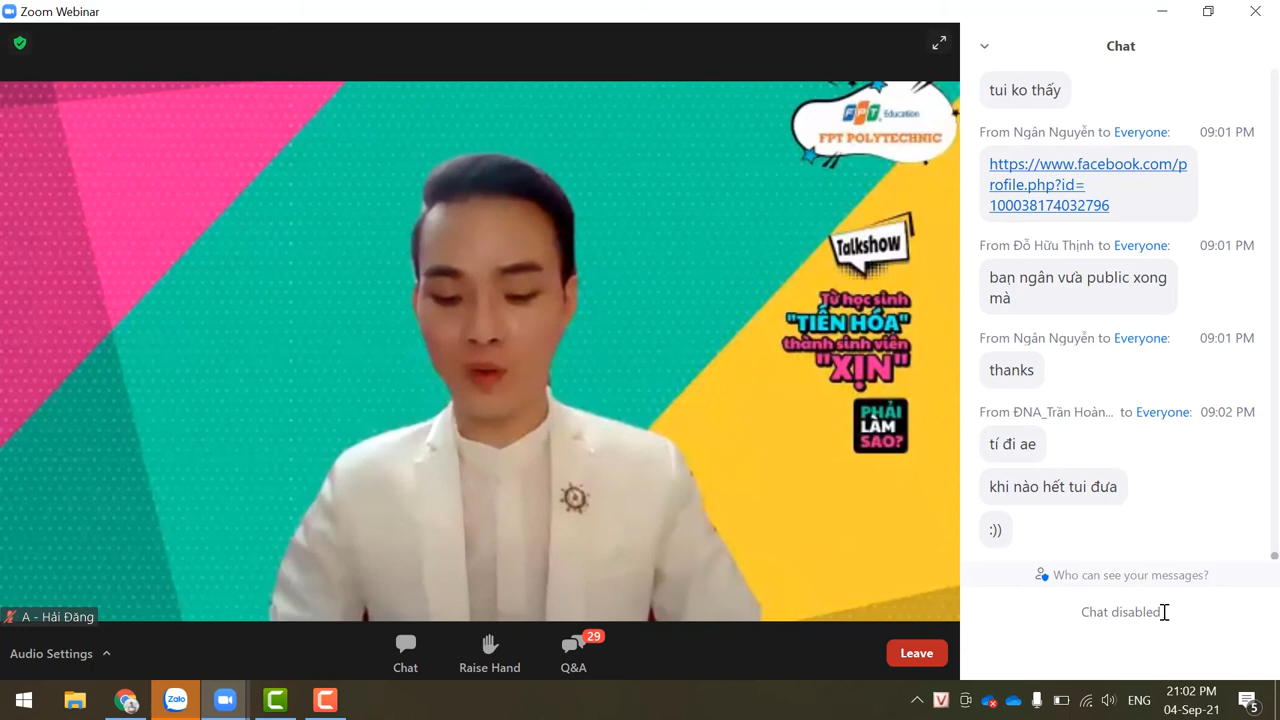 Zoom Webinar
Chat
tui ko thấy
From Ngân Nguyễn to Everyone: 09:01 PM
https://www.facebook.com/p
rofile.php?id=
100038174032796
From Đỗ Hữu Thịnh to Everyone: 09:01 PM
bạn ngân vừa public xong
mà
From Ngân Nguyễn to Everyone: 09:01 PM
thanks
From ĐNA_Trần Hoàn... to Everyone: 09:02 PM
tí đi ae
khi nào hết tui đưa
:))
Who can see your messages?
Chat disabled
FPT Education
FPT POLYTECHNIC
Talkshow
Từ học sinh
"TIẾN HÓA"
thành sinh viên
"XỊN"
PHẢI
LÀM
SAO?
A - Hải Đăng
Audio Settings
Chat
Raise Hand
29
Q&A
Leave
Zalo
C
C
V
ENG
21:02 PM
04-Sep-21
5